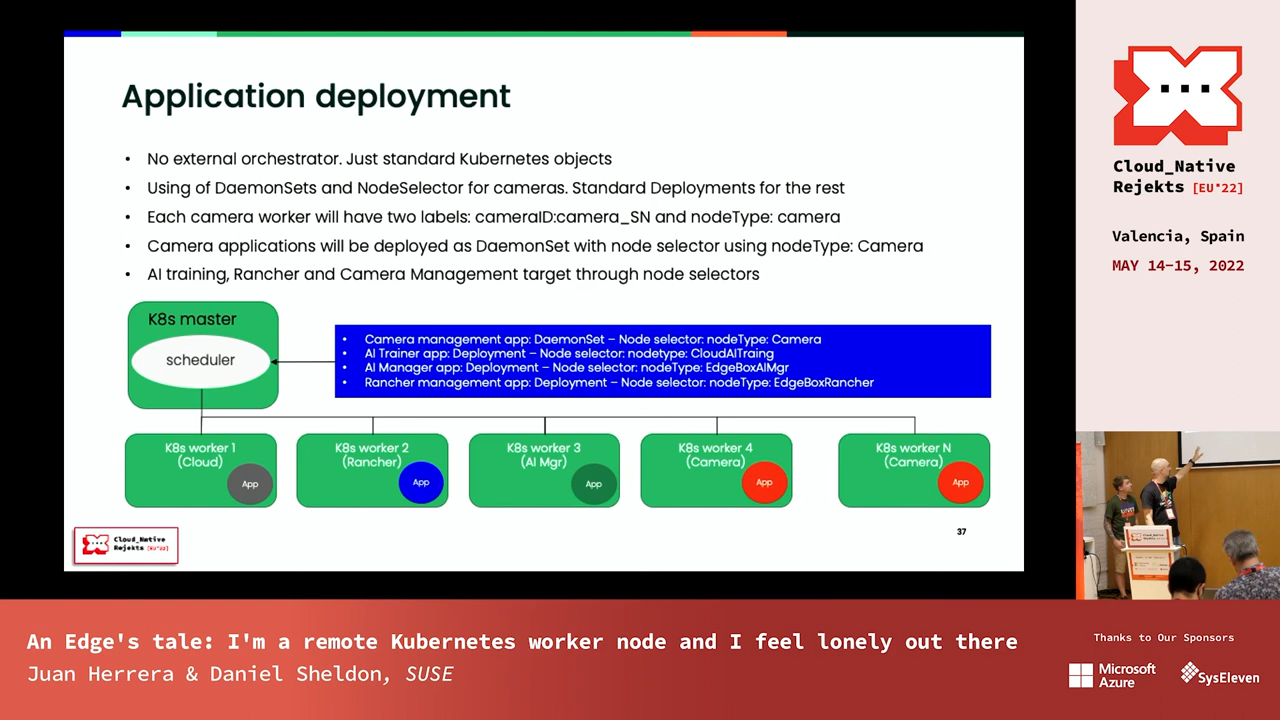 Application deployment
• No external orchestrator. Just standard Kubernetes objects
• Using of DaemonSets and NodeSelector for cameras. Standard Deployments for the rest
• Each camera worker will have two labels: cameraID:camera_SN and nodeType: camera
• Camera applications will be deployed as DaemonSet with node selector using nodeType: Camera
• AI training, Rancher and Camera Management target through node selectors
K8s master
scheduler
• Camera management app: DaemonSet – Node selector: nodeType: Camera
• AI Trainer app: Deployment – Node selector: nodetype: CloudAITraing
• AI Manager app: Deployment – Node selector: nodeType: EdgeBoxAIMgr
• Rancher management app: Deployment – Node selector: nodeType: EdgeBoxRancher
K8s worker 1
(Cloud)
App
K8s worker 2
(Rancher)
App
K8s worker 3
(AI Mgr)
App
K8s worker 4
(Camera)
App
K8s worker N
(Camera)
App
Cloud_Native
Rejekts [EU'22]
37
Cloud_Native
Rejekts [EU'22]
Valencia, Spain
MAY 14-15, 2022
An Edge's tale: I'm a remote Kubernetes worker node and I feel lonely out there
Juan Herrera & Daniel Sheldon, SUSE
Thanks to Our Sponsors
Microsoft
Azure
SysEleven